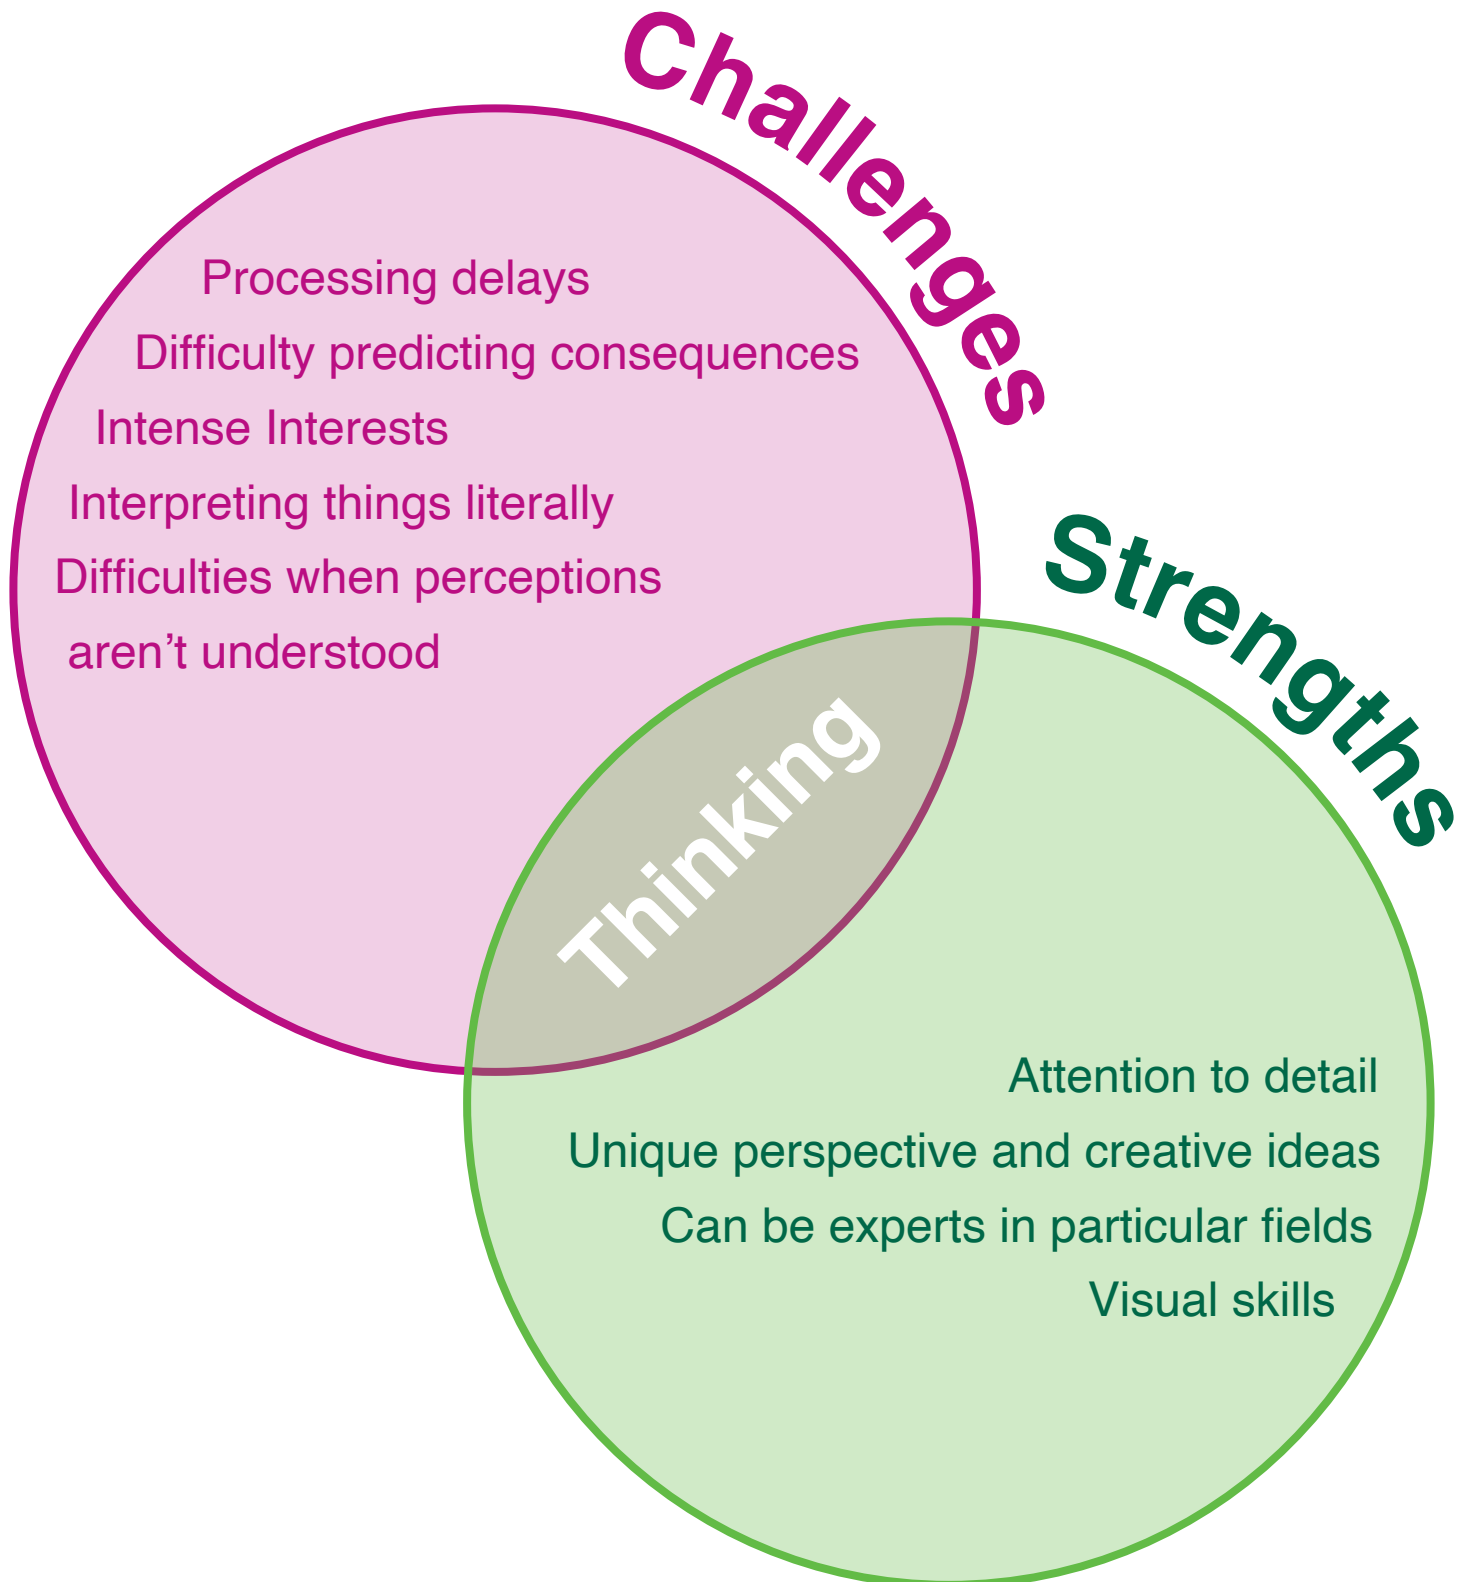 Challenges
Processing delays
Difficulty predicting consequences
Intense Interests
Interpreting things literally
Difficulties when perceptions
aren’t understood
Strengths
Thinking
Attention to detail
Unique perspective and creative ideas
Can be experts in particular fields
Visual skills